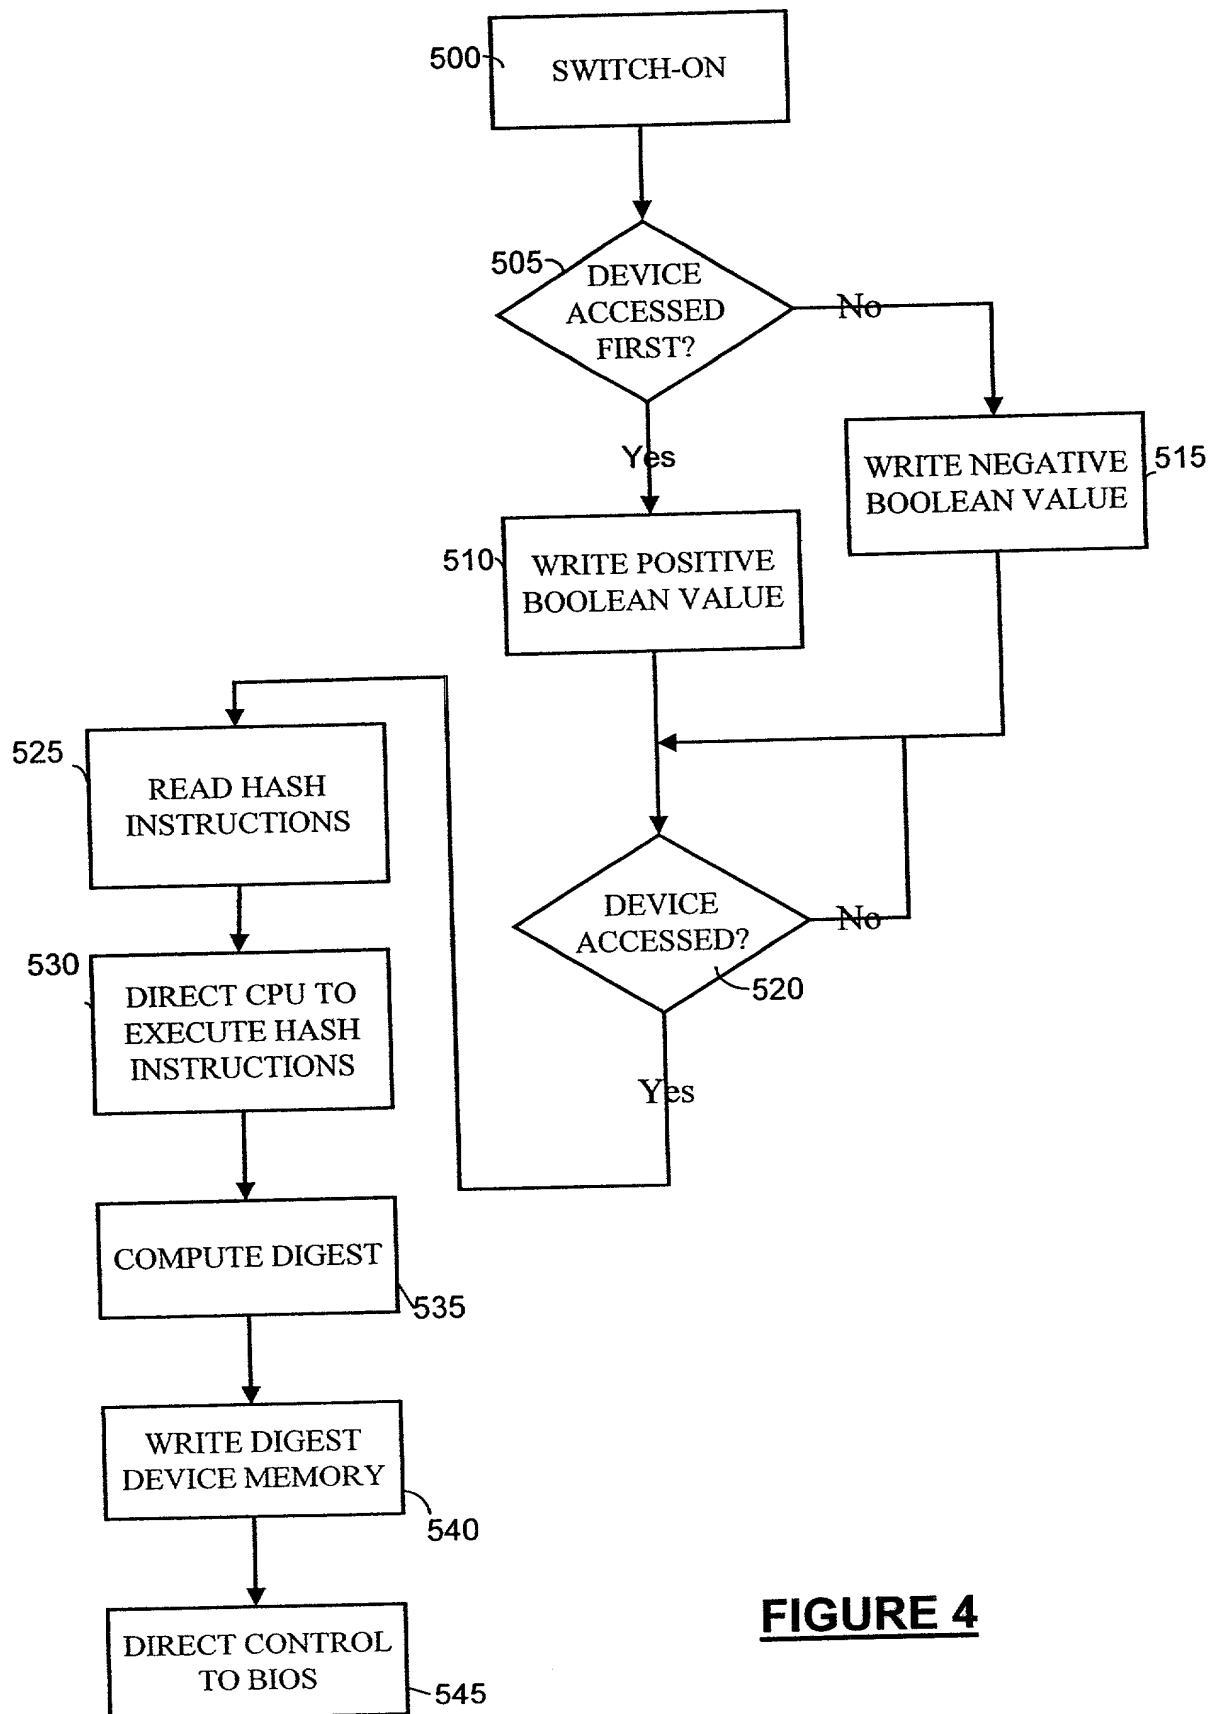 500
SWITCH-ON
505
DEVICE
ACCESSED
FIRST?
No
Yes
WRITE NEGATIVE
BOOLEAN VALUE
515
510
WRITE POSITIVE
BOOLEAN VALUE
525
READ HASH
INSTRUCTIONS
DEVICE
ACCESSED?
No
520
Yes
530
DIRECT CPU TO
EXECUTE HASH
INSTRUCTIONS
COMPUTE DIGEST
535
WRITE DIGEST
DEVICE MEMORY
540
DIRECT CONTROL
TO BIOS
545
FIGURE 4